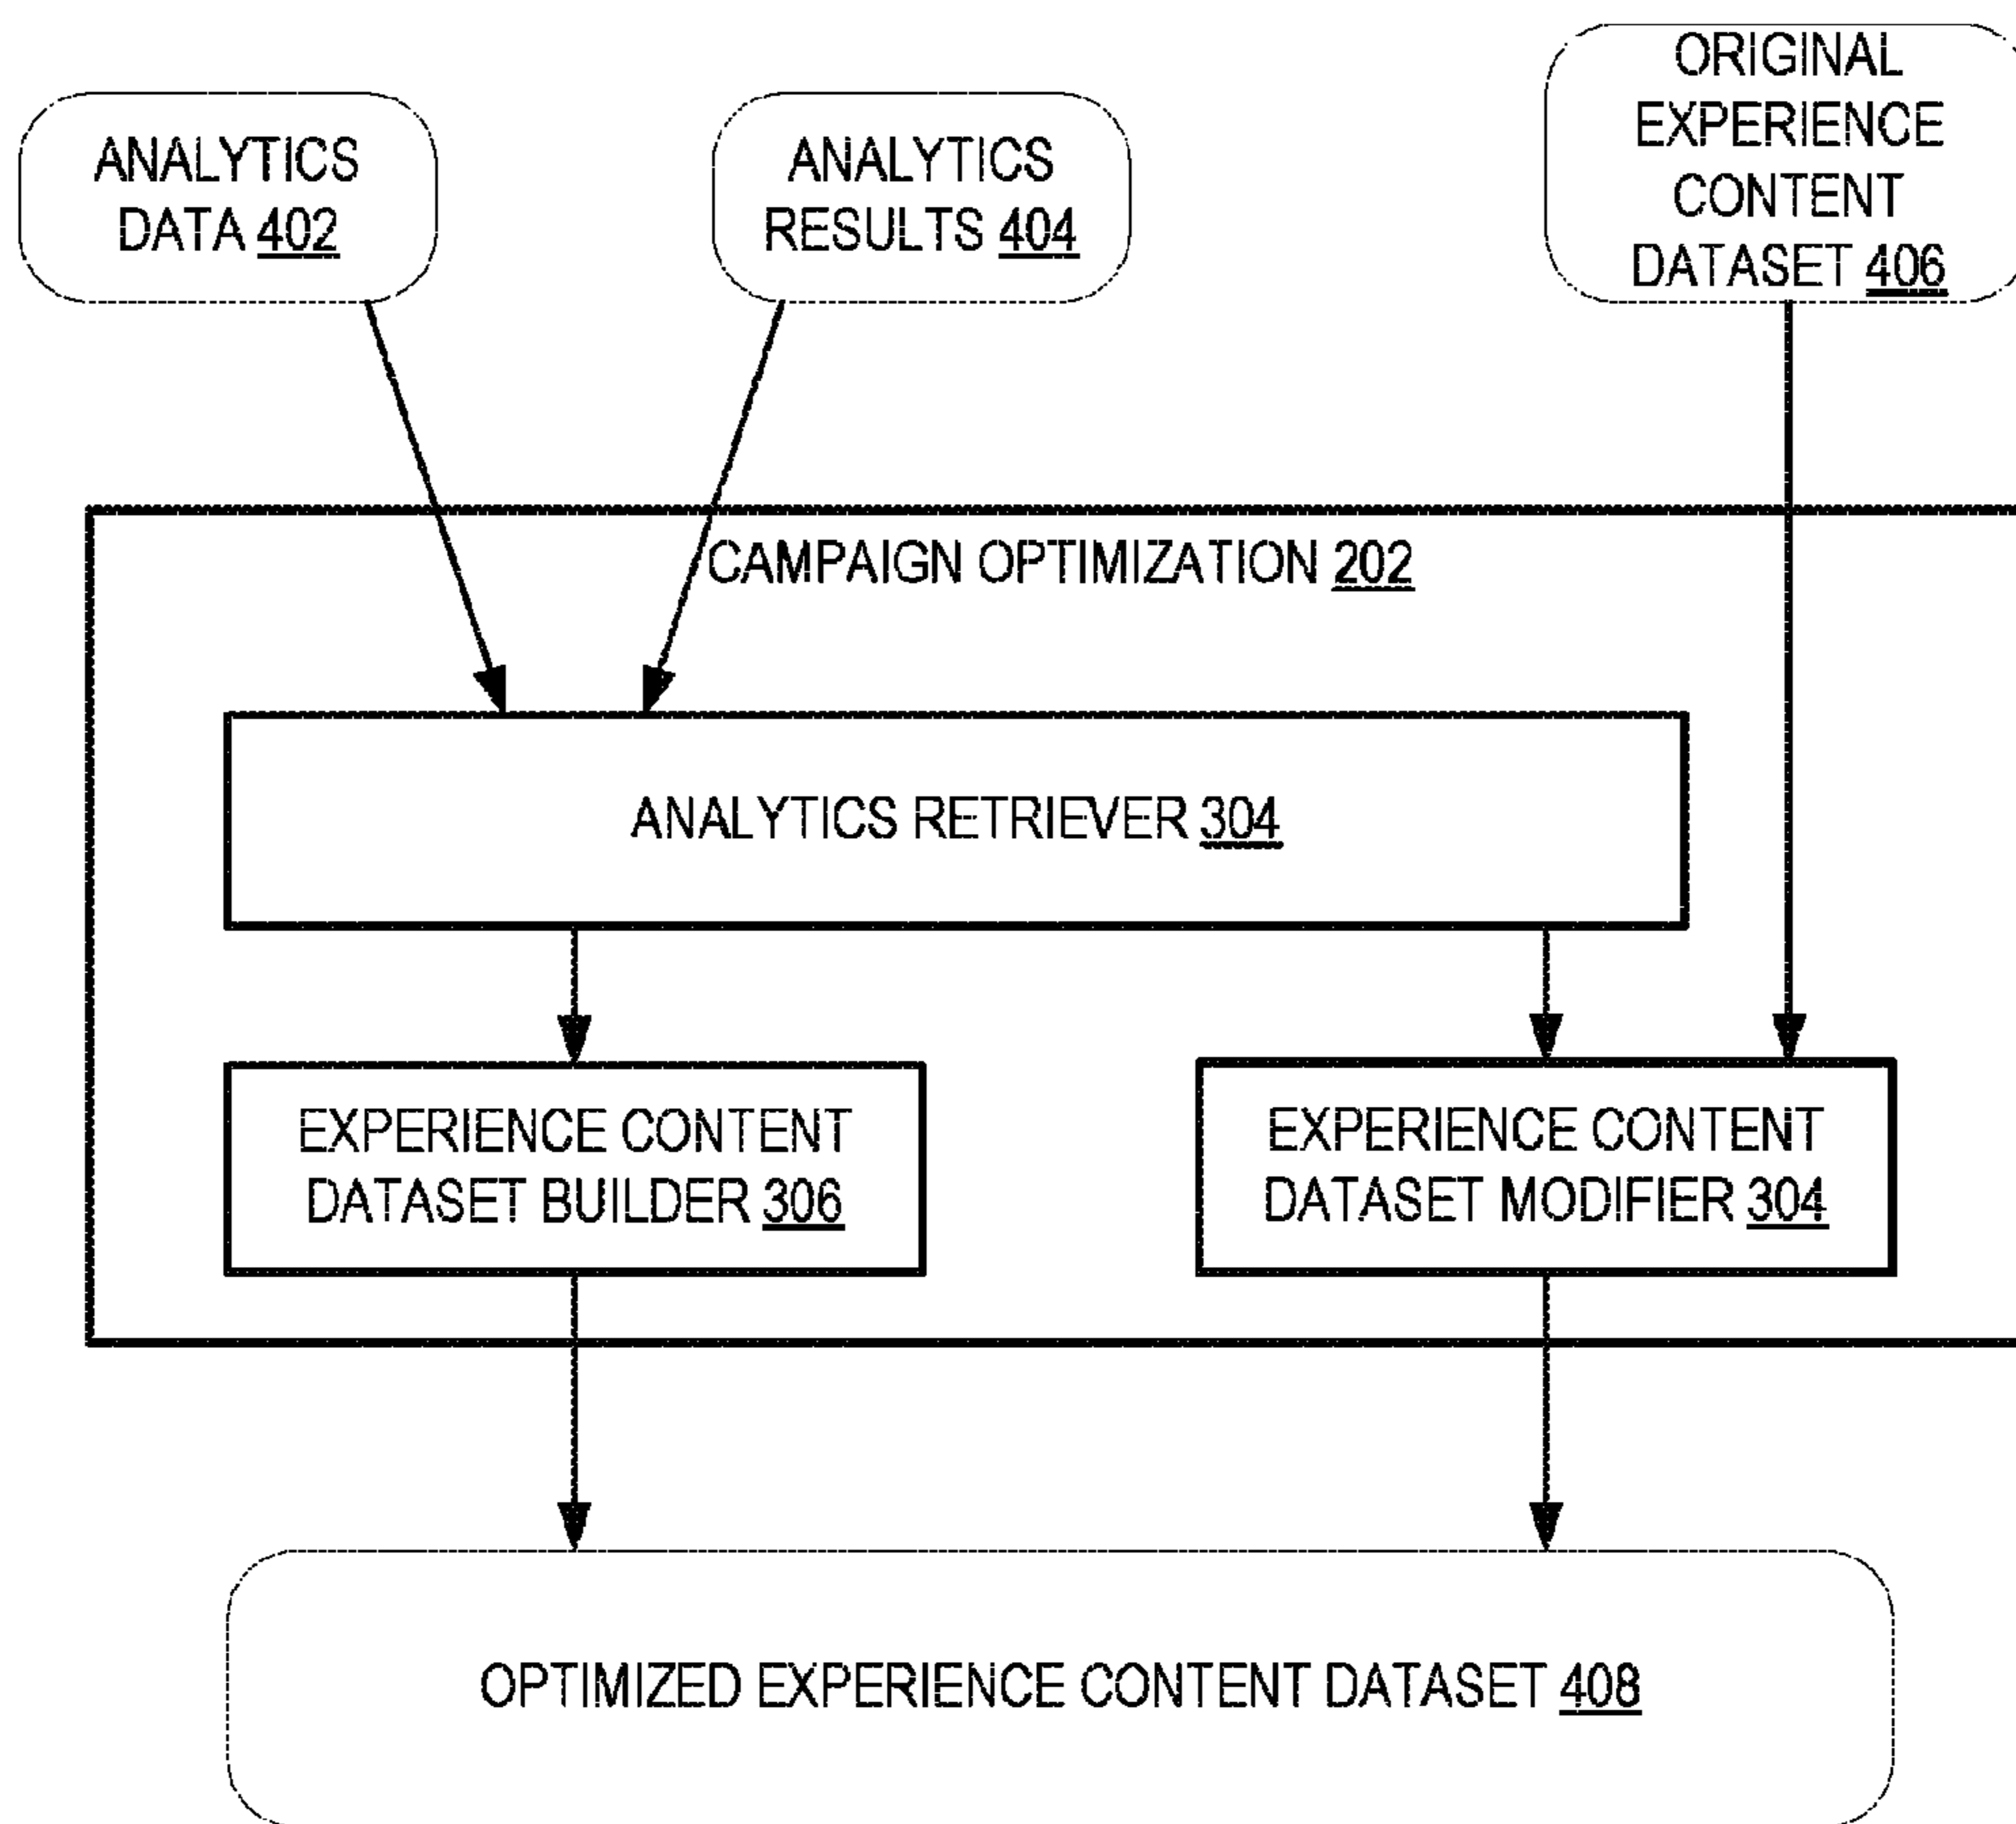 ANALYTICS
DATA 402
ANALYTICS
RESULTS 404
ORIGINAL
EXPERIENCE
CONTENT
DATASET 406
CAMPAIGN OPTIMIZATION 202
ANALYTICS RETRIEVER 304
EXPERIENCE CONTENT
DATASET BUILDER 306
EXPERIENCE CONTENT
DATASET MODIFIER 304
OPTIMIZED EXPERIENCE CONTENT DATASET 408